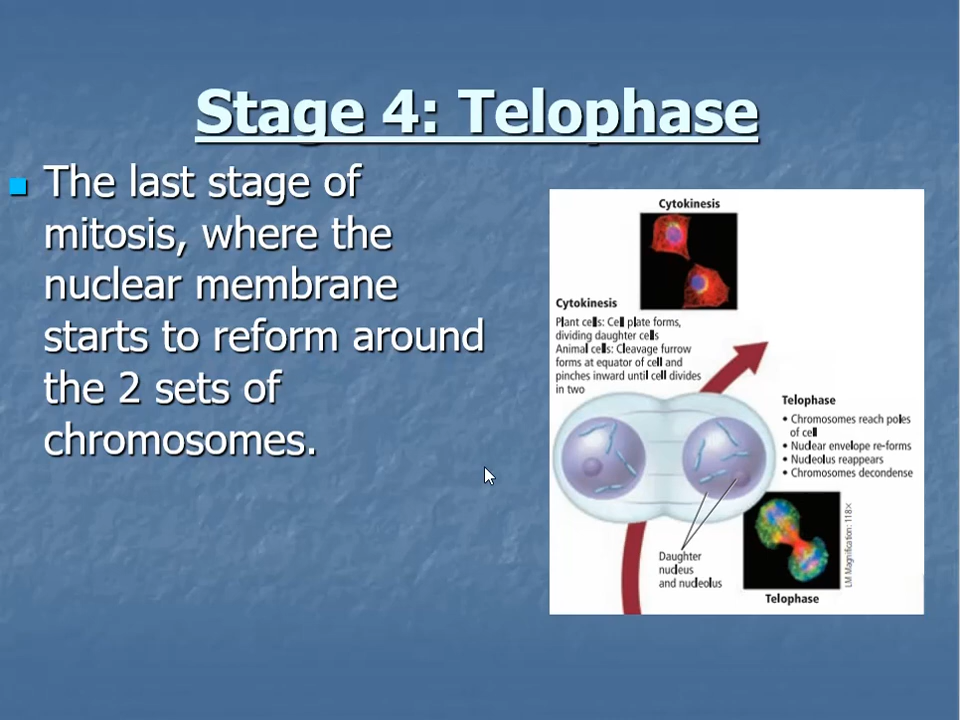 Stage 4: Telophase
The last stage of
mitosis, where the
nuclear membrane
starts to reform around
the 2 sets of
chromosomes.
Cytokinesis
Cytokinesis
Plant cells: Cell plate forms,
dividing daughter cells
Animal cells: Cleavage furrow
forms at equator of cell and
pinches inward until cell divides
in two
Telophase
• Chromosomes reach poles
of cell
• Nuclear envelope re-forms
• Nucleolus reappears
• Chromosomes decondense
Daughter
nucleus
and nucleolus
LM Magnification: 118×
Telophase